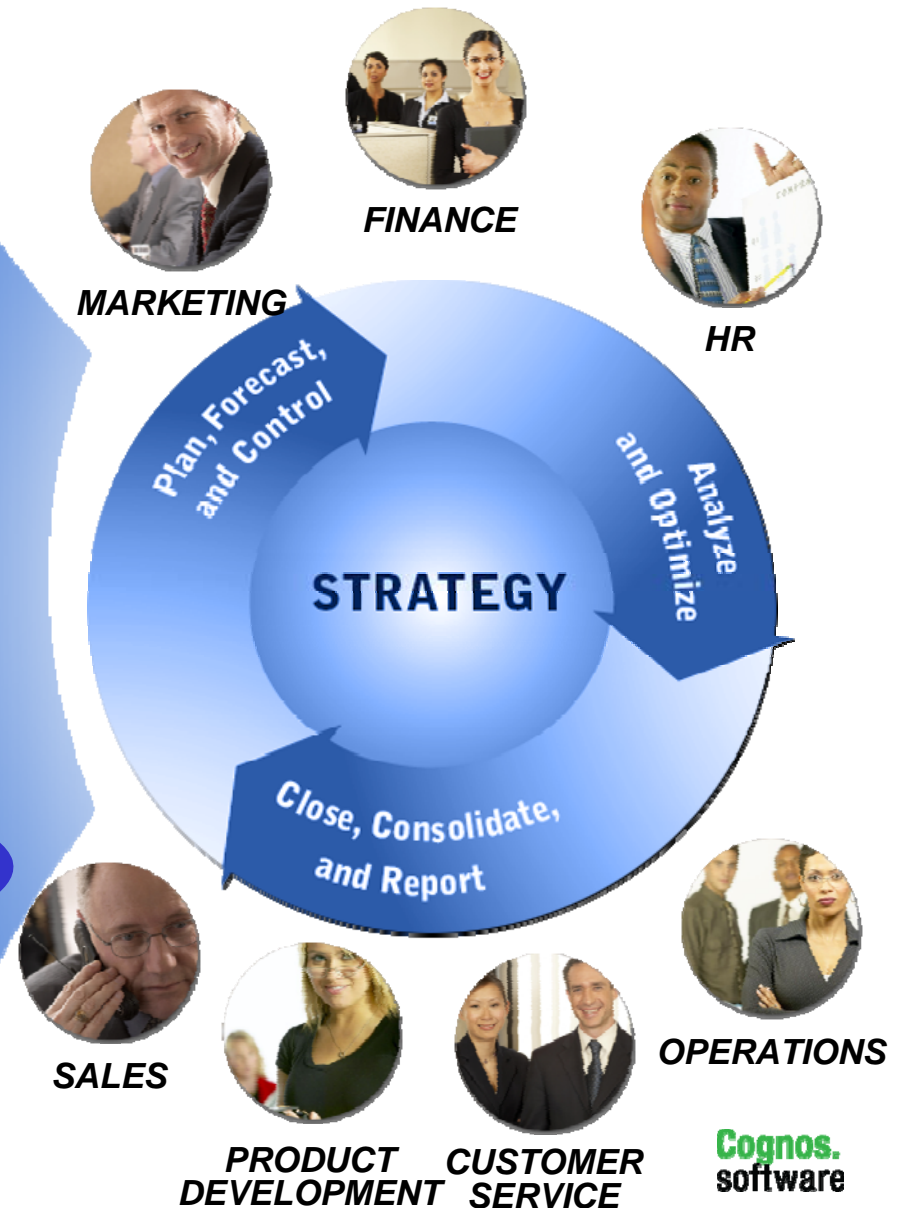 FINANCE
MARKETING
HR
Plan, Forecast,
and Control
Analyze
and Optimize
STRATEGY
Close, Consolidate,
and Report
SALES
OPERATIONS
PRODUCT
DEVELOPMENT
CUSTOMER
SERVICE
Cognos.
software